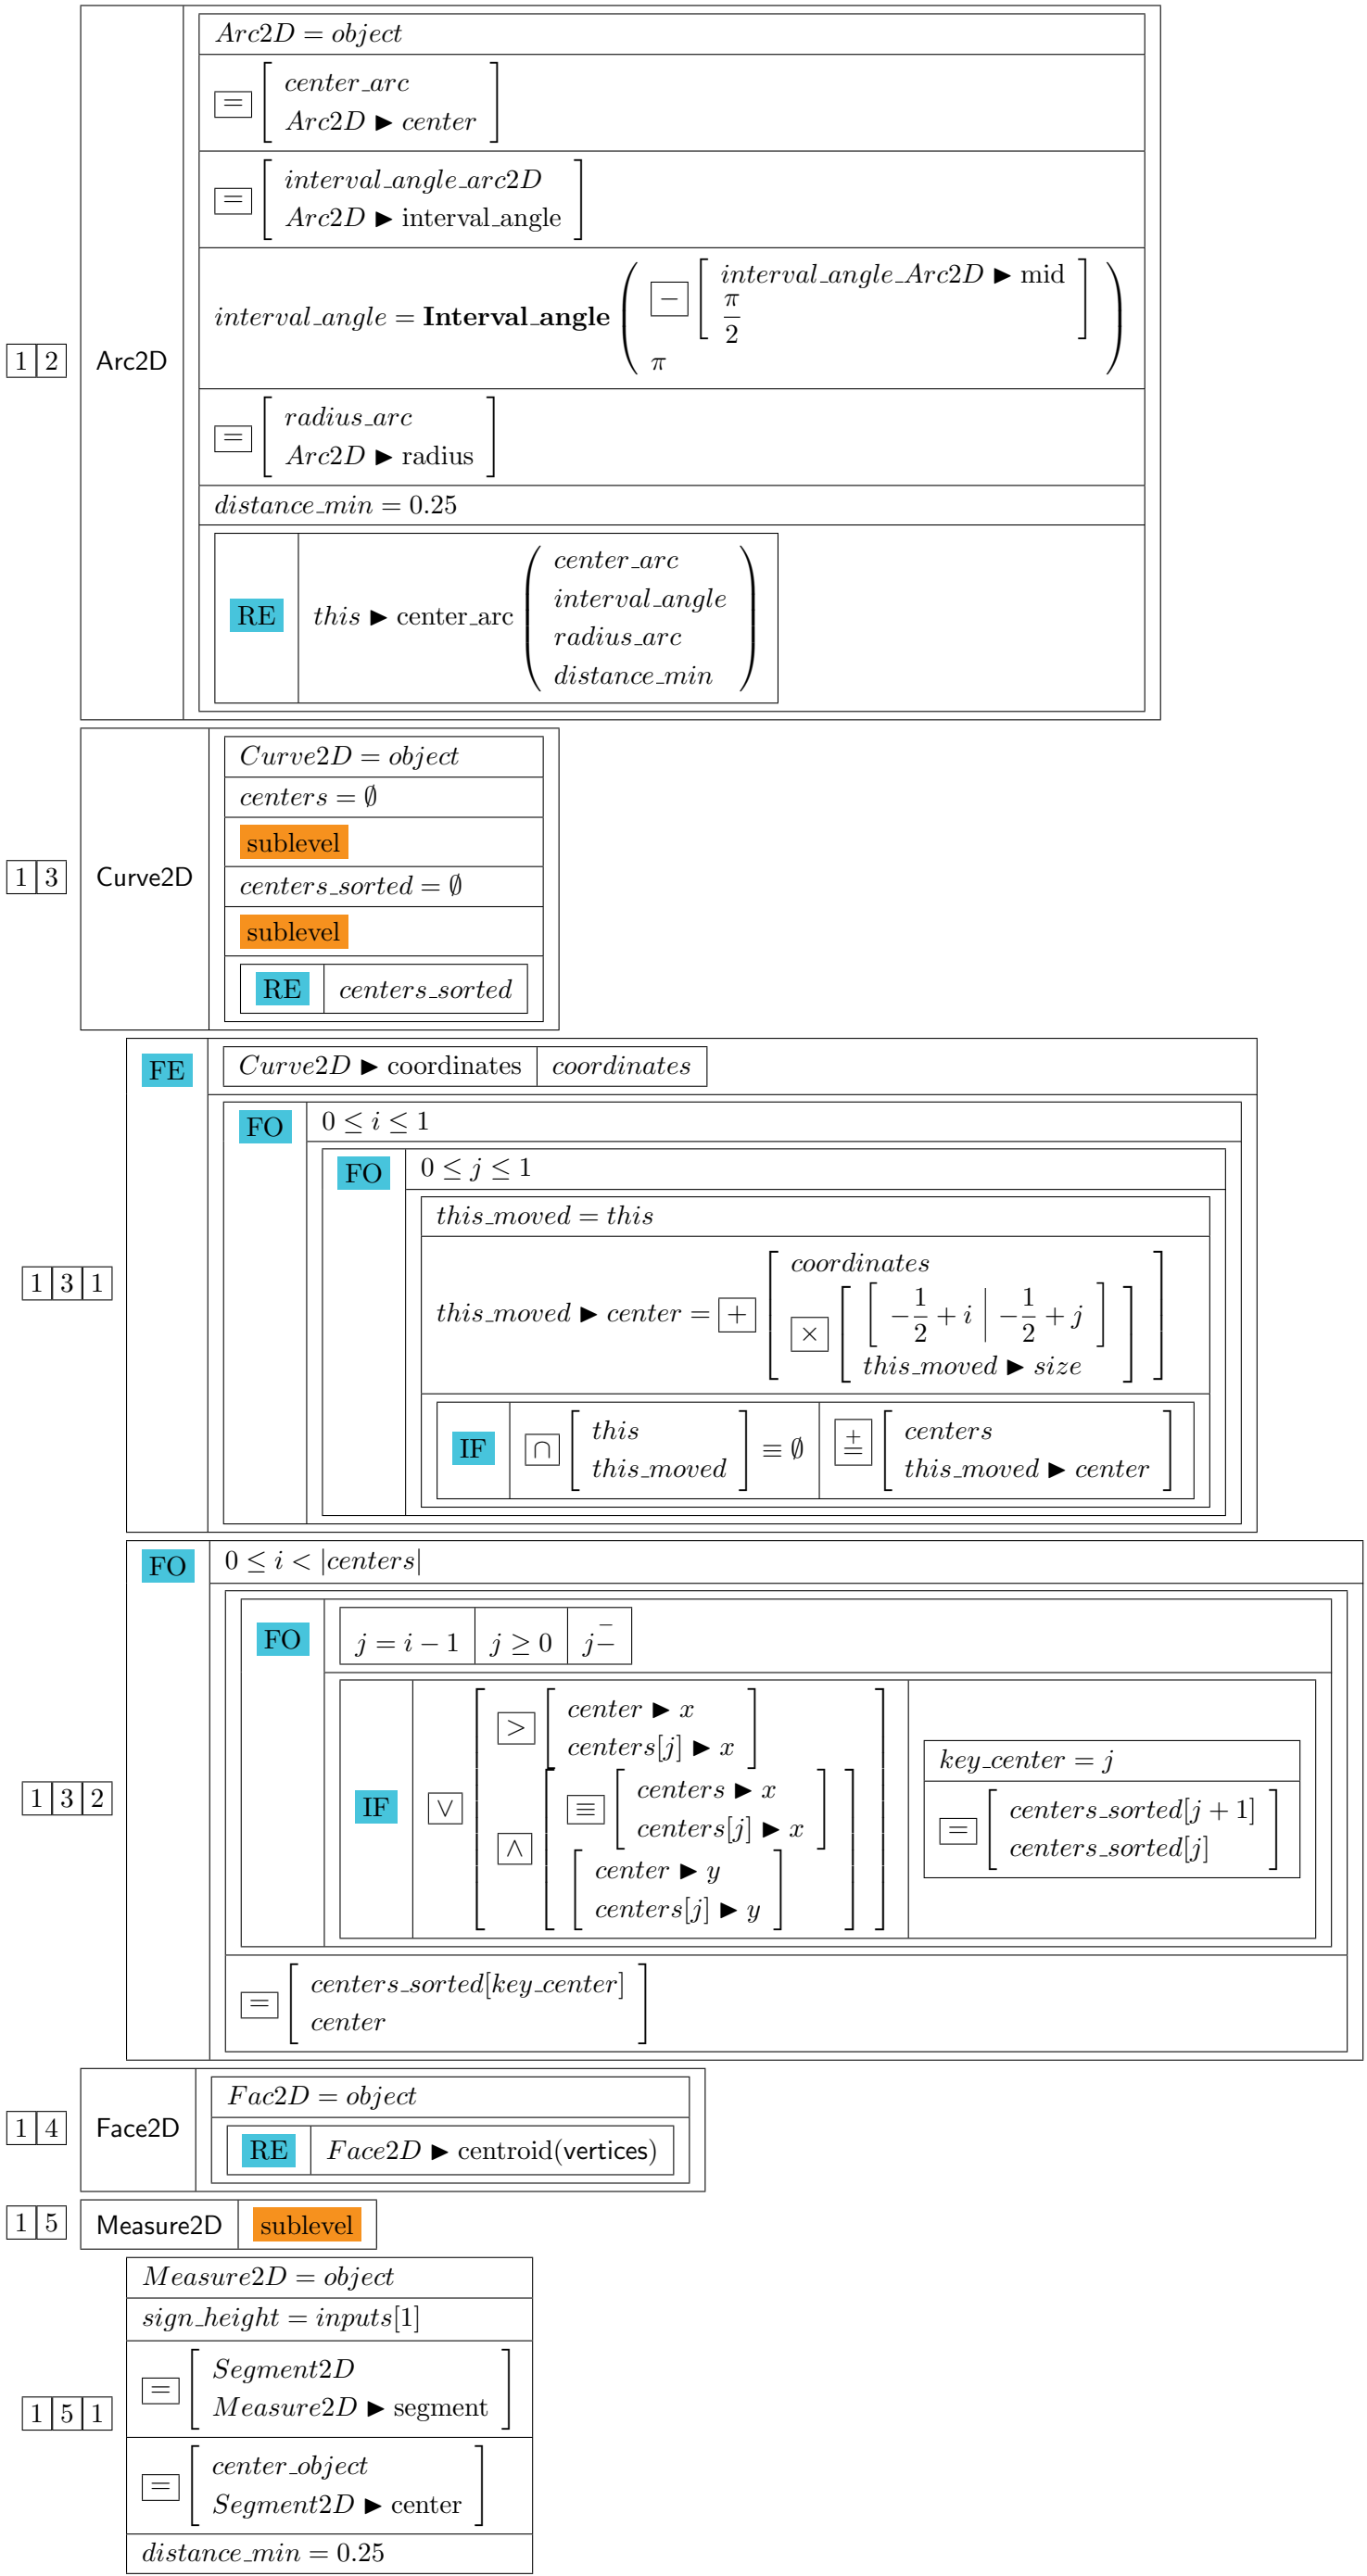 Arc2D = object
= center_arc
Arc2D ▶ center
= interval_angle_arc2D
Arc2D ▶ interval_angle
interval_angle = Interval_angle ( − [ interval_angle_Arc2D ▶ mid
π/2 ]
π )
1 2 Arc2D
= radius_arc
Arc2D ▶ radius
distance_min = 0.25
RE this ▶ center_arc ( center_arc
interval_angle
radius_arc
distance_min )
Curve2D = object
centers = ∅
sublevel
1 3 Curve2D
centers_sorted = ∅
sublevel
RE centers_sorted
FE Curve2D ▶ coordinates coordinates
FO 0 ≤ i ≤ 1
FO 0 ≤ j ≤ 1
this_moved = this
1 3 1
this_moved ▶ center = + [ coordinates
× [ [ −1/2 + i | −1/2 + j ]
this_moved ▶ size ] ]
IF ∩ [ this
this_moved ] ≡ ∅
+= [ centers
this_moved ▶ center ]
FO 0 ≤ i < |centers|
FO j = i − 1 j ≥ 0 j−−
1 3 2
IF ∨ [ > [ center ▶ x
centers[j] ▶ x ]
∧ [ ≡ [ centers ▶ x
centers[j] ▶ x ]
[ center ▶ y
centers[j] ▶ y ] ] ]
key_center = j
= [ centers_sorted[j + 1]
centers_sorted[j] ]
= [ centers_sorted[key_center]
center ]
1 4 Face2D
Fac2D = object
RE Face2D ▶ centroid(vertices)
1 5 Measure2D sublevel
Measure2D = object
sign_height = inputs[1]
1 5 1
= [ Segment2D
Measure2D ▶ segment ]
= [ center_object
Segment2D ▶ center ]
distance_min = 0.25